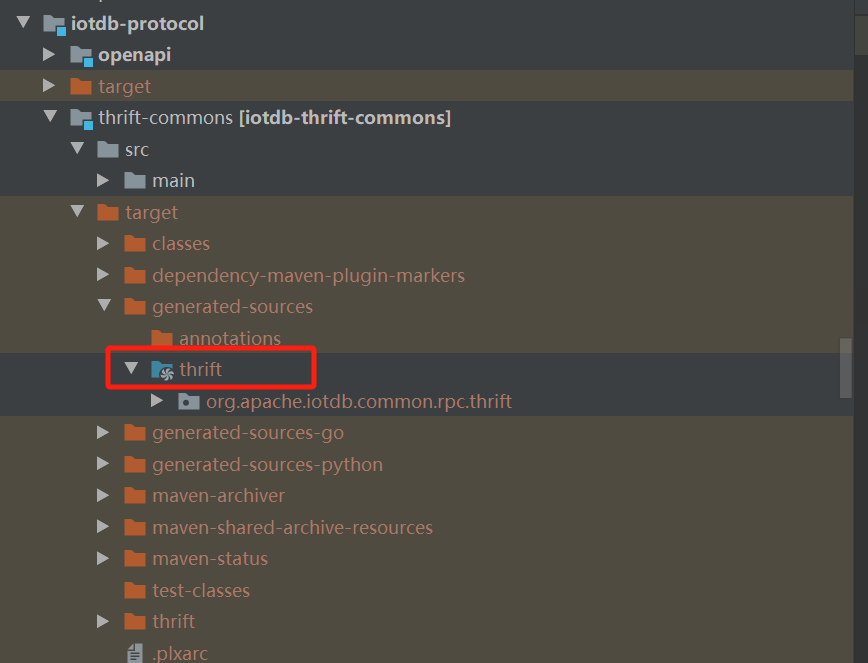 iotdb-protocol
openapi
target
thrift-commons [iotdb-thrift-commons]
src
main
target
classes
dependency-maven-plugin-markers
generated-sources
annotations
thrift
org.apache.iotdb.common.rpc.thrift
generated-sources-go
generated-sources-python
maven-archiver
maven-shared-archive-resources
maven-status
test-classes
thrift
.plxarc